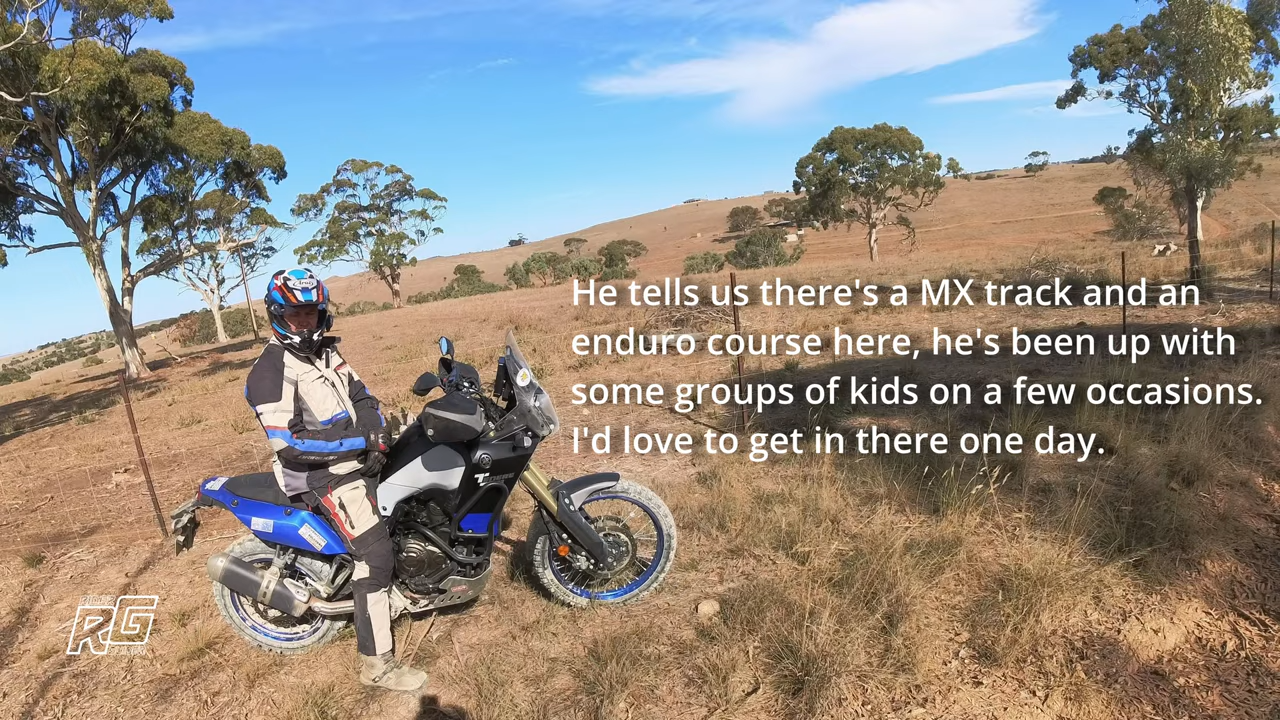 He tells us there's a MX track and an
enduro course here, he's been up with
some groups of kids on a few occasions.
I'd love to get in there one day.
Arai
RG